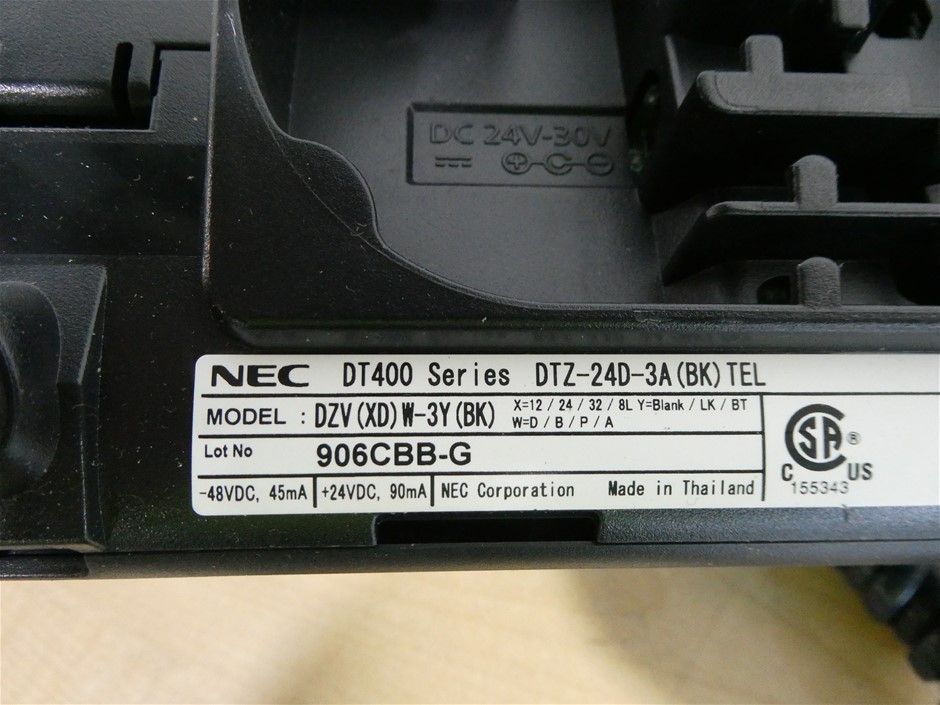 DC 24V-30V
NEC DT400 Series DTZ-24D-3A(BK)TEL
MODEL : DZV(XD)W-3Y(BK) X=12 / 24 / 32 / 8L Y=Blank / LK / BT
W=D / B / P / A
Lot No 906CBB-G
-48VDC, 45mA +24VDC, 90mA NEC Corporation Made in Thailand
CSA ®
C US
155343